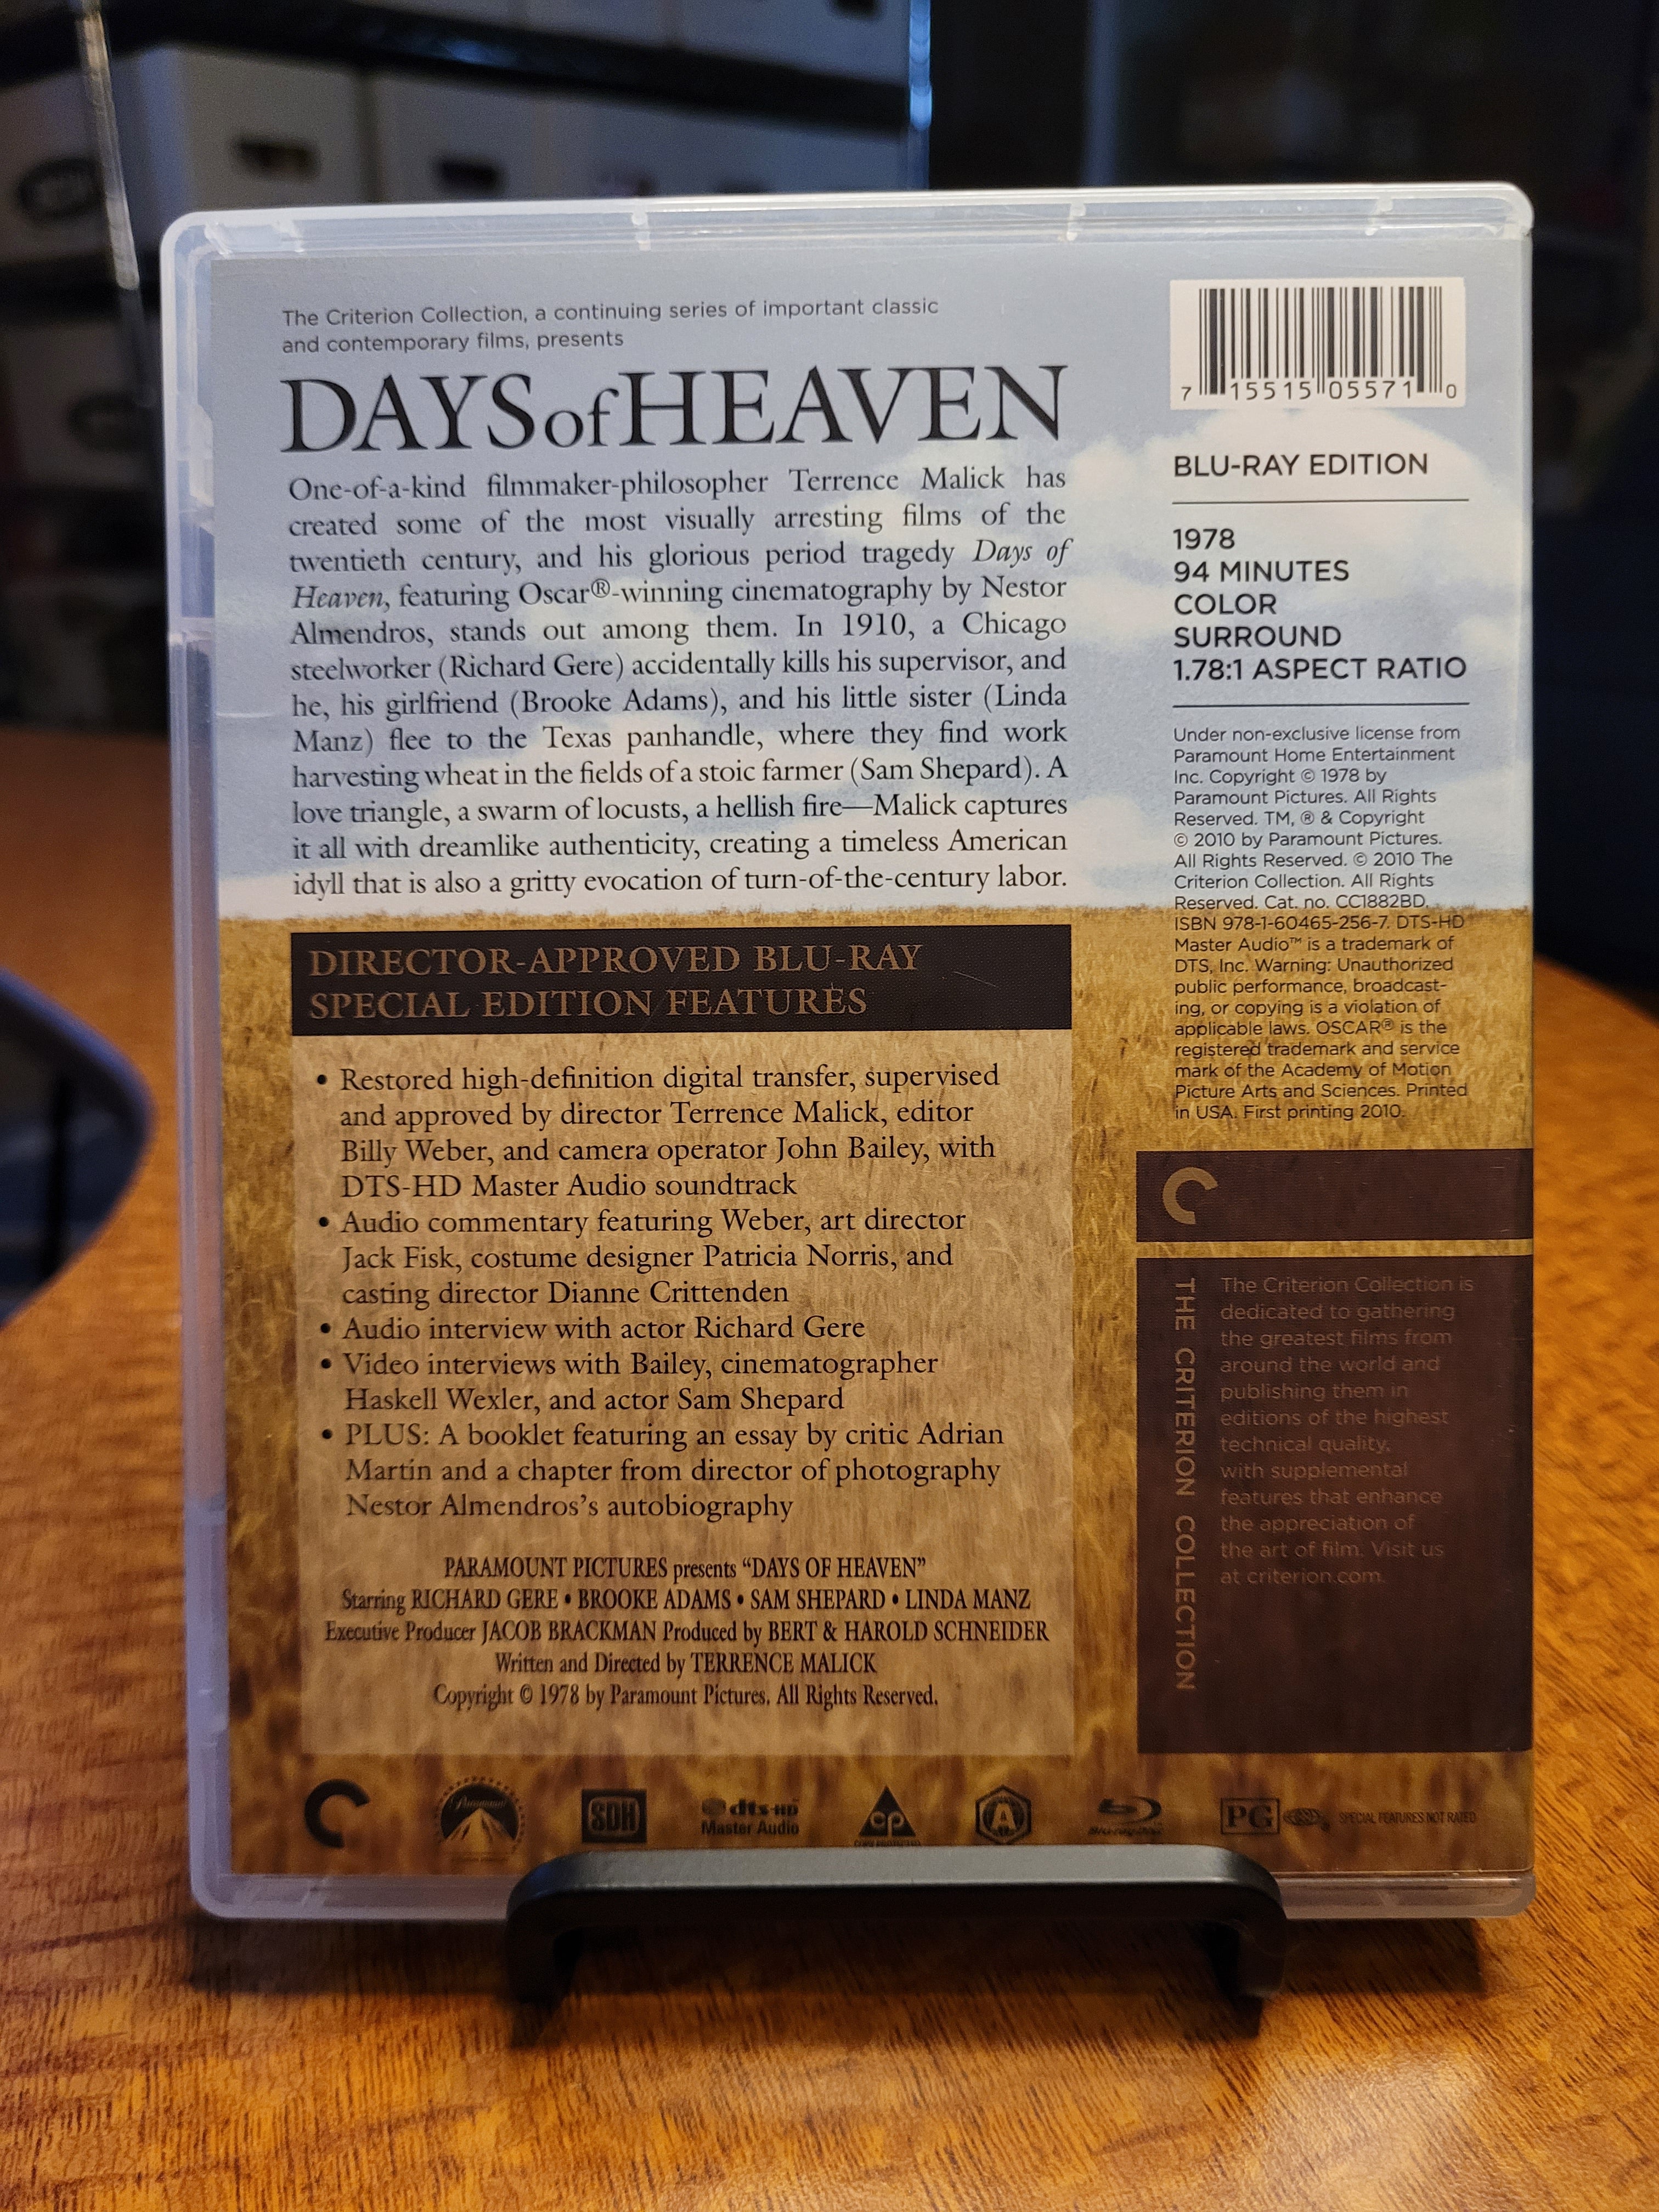 The Criterion Collection, a continuing series of important classic
and contemporary films, presents
DAYS of HEAVEN
One-of-a-kind filmmaker-philosopher Terrence Malick has
created some of the most visually arresting films of the
twentieth century, and his glorious period tragedy Days of
Heaven, featuring Oscar®-winning cinematography by Nestor
Almendros, stands out among them. In 1910, a Chicago
steelworker (Richard Gere) accidentally kills his supervisor, and
he, his girlfriend (Brooke Adams), and his little sister (Linda
Manz) flee to the Texas panhandle, where they find work
harvesting wheat in the fields of a stoic farmer (Sam Shepard). A
love triangle, a swarm of locusts, a hellish fire—Malick captures
it all with dreamlike authenticity, creating a timeless American
idyll that is also a gritty evocation of turn-of-the-century labor.
DIRECTOR-APPROVED BLU-RAY
SPECIAL EDITION FEATURES
• Restored high-definition digital transfer, supervised
and approved by director Terrence Malick, editor
Billy Weber, and camera operator John Bailey, with
DTS-HD Master Audio soundtrack
• Audio commentary featuring Weber, art director
Jack Fisk, costume designer Patricia Norris, and
casting director Dianne Crittenden
• Audio interview with actor Richard Gere
• Video interviews with Bailey, cinematographer
Haskell Wexler, and actor Sam Shepard
• PLUS: A booklet featuring an essay by critic Adrian
Martin and a chapter from director of photography
Nestor Almendros's autobiography
PARAMOUNT PICTURES presents “DAYS OF HEAVEN”
Starring RICHARD GERE • BROOKE ADAMS • SAM SHEPARD • LINDA MANZ
Executive Producer JACOB BRACKMAN Produced by BERT & HAROLD SCHNEIDER
Written and Directed by TERRENCE MALICK
Copyright © 1978 by Paramount Pictures. All Rights Reserved.
7 15515 05571 0
BLU-RAY EDITION
1978
94 MINUTES
COLOR
SURROUND
1.78:1 ASPECT RATIO
Under non-exclusive license from
Paramount Home Entertainment
Inc. Copyright © 1978 by
Paramount Pictures. All Rights
Reserved. TM, ® & Copyright
© 2010 by Paramount Pictures.
All Rights Reserved. © 2010 The
Criterion Collection. All Rights
Reserved. Cat. no. CC1882BD.
ISBN 978-1-60465-256-7. DTS-HD
Master Audio™ is a trademark of
DTS, Inc. Warning: Unauthorized
public performance, broadcast-
ing, or copying is a violation of
applicable laws. OSCAR® is the
registered trademark and service
mark of the Academy of Motion
Picture Arts and Sciences. Printed
in USA. First printing 2010.
THE CRITERION COLLECTION
The Criterion Collection is
dedicated to gathering
the greatest films from
around the world and
publishing them in
editions of the highest
technical quality,
with supplemental
features that enhance
the appreciation of
the art of film. Visit us
at criterion.com.
Paramount
SDH
dts-HD
Master Audio
cp
A
Blu-ray Disc
PG
SPECIAL FEATURES NOT RATED